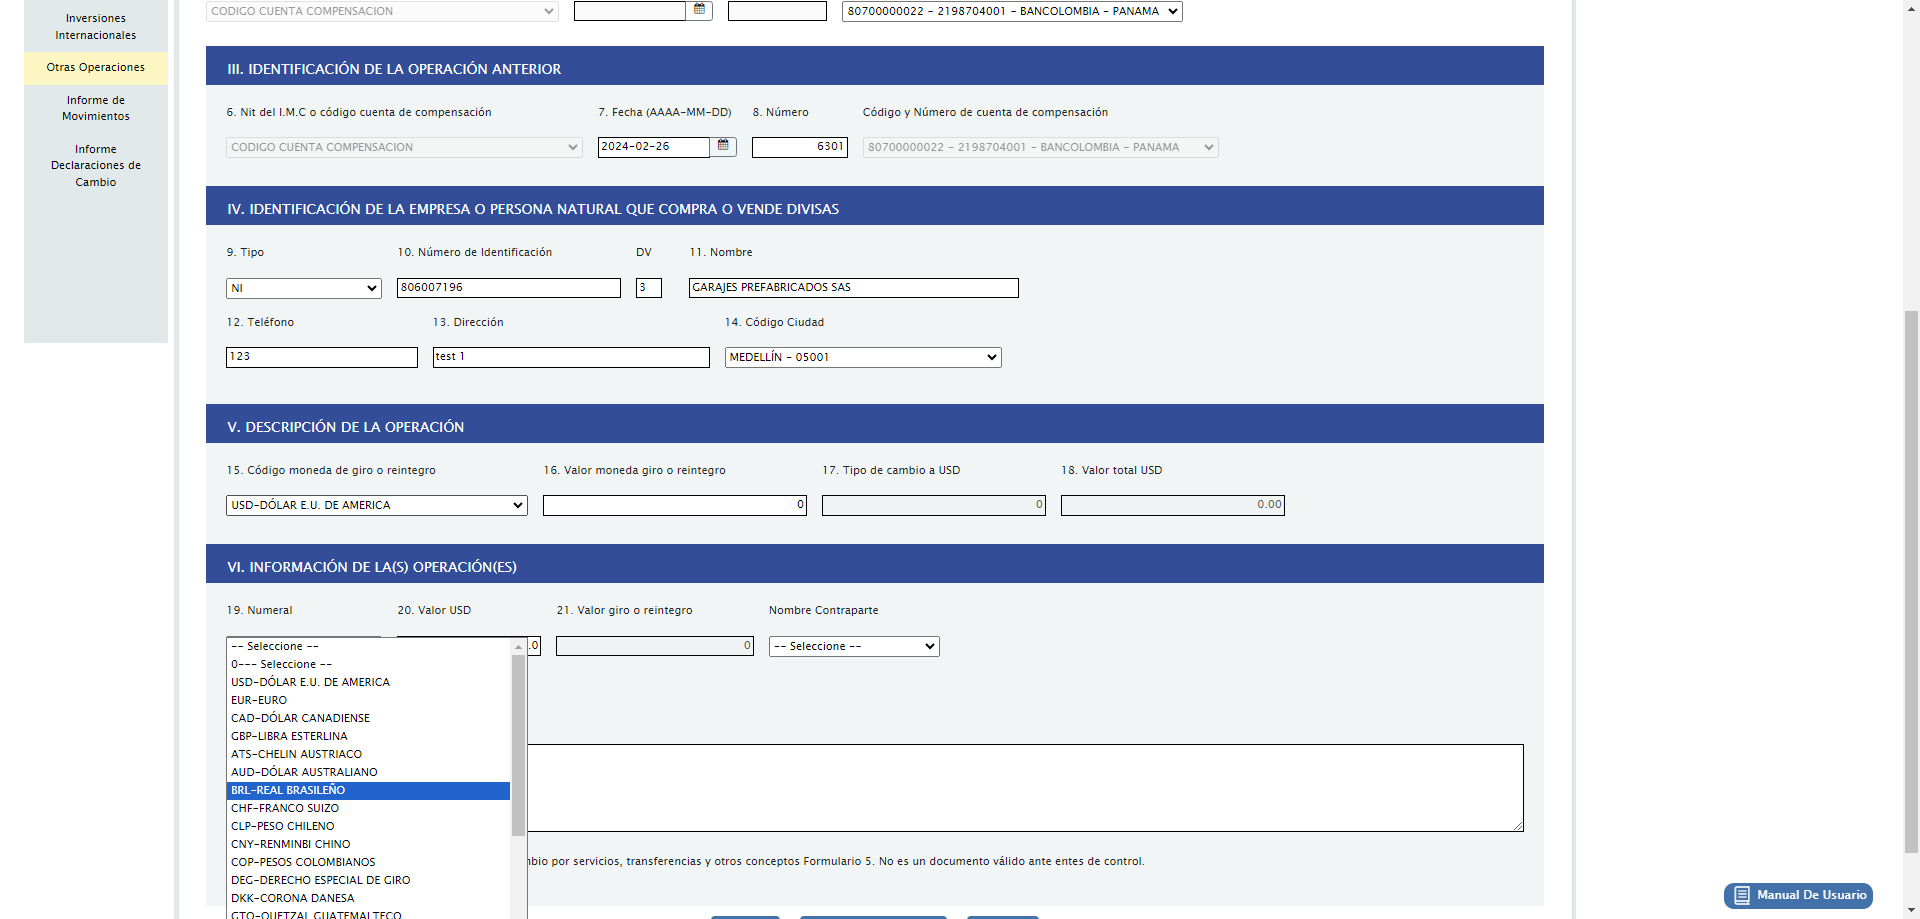 Inversiones
Internacionales
Otras Operaciones
Informe de
Movimientos
Informe
Declaraciones de
Cambio
CODIGO CUENTA COMPENSACION
80700000022 - 2198704001 - BANCOLOMBIA - PANAMA
III. IDENTIFICACIÓN DE LA OPERACIÓN ANTERIOR
6. Nit del I.M.C o código cuenta de compensación
7. Fecha (AAAA-MM-DD)
8. Número
Código y Número de cuenta de compensación
CODIGO CUENTA COMPENSACION
2024-02-26
6301
80700000022 - 2198704001 - BANCOLOMBIA - PANAMA
IV. IDENTIFICACIÓN DE LA EMPRESA O PERSONA NATURAL QUE COMPRA O VENDE DIVISAS
9. Tipo
10. Número de Identificación
DV
11. Nombre
NI
806007196
3
GARAJES PREFABRICADOS SAS
12. Teléfono
13. Dirección
14. Código Ciudad
123
test 1
MEDELLÍN - 05001
V. DESCRIPCIÓN DE LA OPERACIÓN
15. Código moneda de giro o reintegro
16. Valor moneda giro o reintegro
17. Tipo de cambio a USD
18. Valor total USD
USD-DÓLAR E.U. DE AMERICA
0
0
0.00
VI. INFORMACIÓN DE LA(S) OPERACIÓN(ES)
19. Numeral
20. Valor USD
21. Valor giro o reintegro
Nombre Contraparte
.0
0
-- Seleccione --
-- Seleccione --
0--- Seleccione --
USD-DÓLAR E.U. DE AMERICA
EUR-EURO
CAD-DÓLAR CANADIENSE
GBP-LIBRA ESTERLINA
ATS-CHELIN AUSTRIACO
AUD-DÓLAR AUSTRALIANO
BRL-REAL BRASILEÑO
CHF-FRANCO SUIZO
CLP-PESO CHILENO
CNY-RENMINBI CHINO
COP-PESOS COLOMBIANOS
DEG-DERECHO ESPECIAL DE GIRO
DKK-CORONA DANESA
GTQ-QUETZAL GUATEMALTECO
mbio por servicios, transferencias y otros conceptos Formulario 5. No es un documento válido ante entes de control.
Manual De Usuario